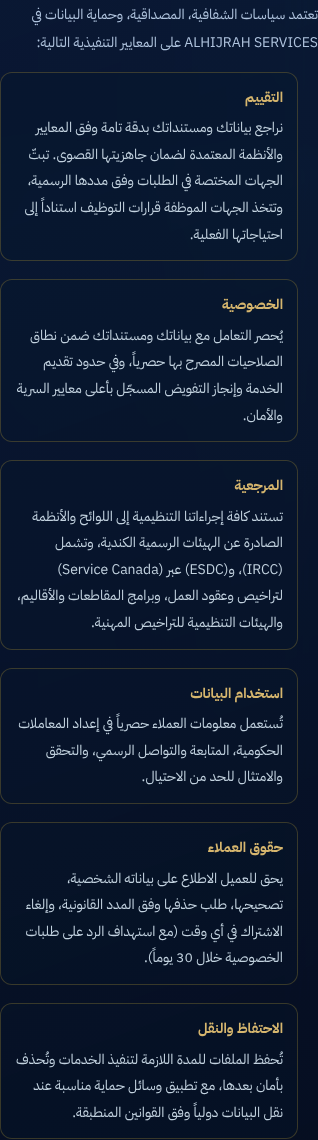 تعتمد سياسات الشفافية، المصداقية، وحماية البيانات في
ALHIJRAH SERVICES على المعايير التنفيذية التالية:
التقييم
نراجع بياناتك ومستنداتك بدقة تامة وفق المعايير
والأنظمة المعتمدة لضمان جاهزيتها القصوى. تبتّ
الجهات المختصة في الطلبات وفق مددها الرسمية،
وتتخذ الجهات الموظفة قرارات التوظيف استناداً إلى
احتياجاتها الفعلية.
الخصوصية
يُحصر التعامل مع بياناتك ومستنداتك ضمن نطاق
الصلاحيات المصرح بها حصرياً، وفي حدود تقديم
الخدمة وإنجاز التفويض المسجّل بأعلى معايير السرية
والأمان.
المرجعية
تستند كافة إجراءاتنا التنظيمية إلى اللوائح والأنظمة
الصادرة عن الهيئات الرسمية الكندية، وتشمل
(IRCC)، و(ESDC) عبر (Service Canada)
لتراخيص وعقود العمل، وبرامج المقاطعات والأقاليم،
والهيئات التنظيمية للتراخيص المهنية.
استخدام البيانات
تُستعمل معلومات العملاء حصرياً في إعداد المعاملات
الحكومية، المتابعة والتواصل الرسمي، والتحقق
والامتثال للحد من الاحتيال.
حقوق العملاء
يحق للعميل الاطلاع على بياناته الشخصية،
تصحيحها، طلب حذفها وفق المدد القانونية، وإلغاء
الاشتراك في أي وقت (مع استهداف الرد على طلبات
الخصوصية خلال 30 يوماً).
الاحتفاظ والنقل
تُحفظ الملفات للمدة اللازمة لتنفيذ الخدمات وتُحذف
بأمان بعدها، مع تطبيق وسائل حماية مناسبة عند
نقل البيانات دولياً وفق القوانين المنطبقة.